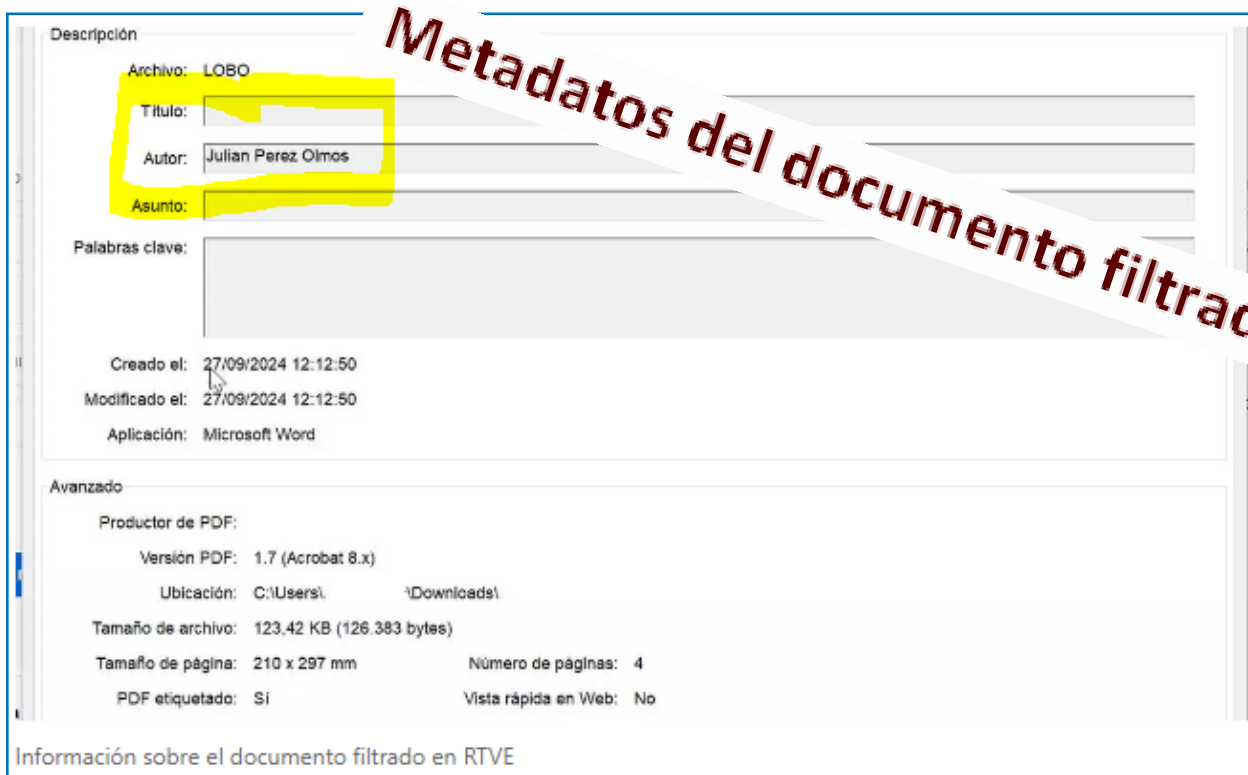 Metadatos del documento filtrad
Descripción
Archivo: LOBO
Título:
Autor: Julian Perez Olmos
Asunto:
Palabras clave:
Creado el: 27/09/2024 12:12:50
Modificado el: 27/09/2024 12:12:50
Aplicación: Microsoft Word
Avanzado
Productor de PDF:
Versión PDF: 1.7 (Acrobat 8.x)
Ubicación: C:\Users\. \Downloads\
Tamaño de archivo: 123,42 KB (126.383 bytes)
Tamaño de página: 210 x 297 mm Número de páginas: 4
PDF etiquetado: Sí Vista rápida en Web: No
Información sobre el documento filtrado en RTVE